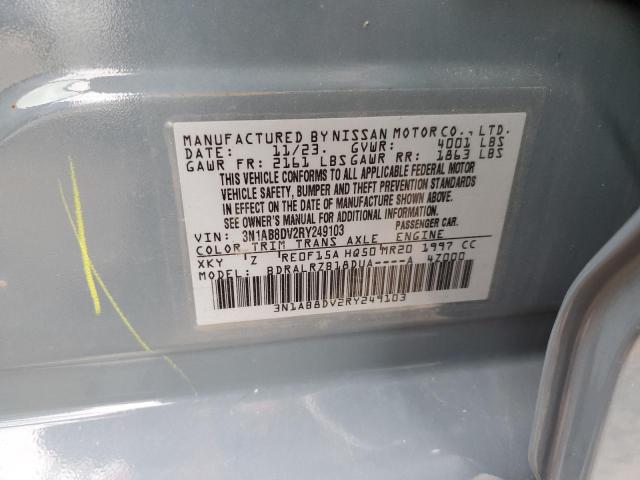 MANUFACTURED BY NISSAN MOTOR CO., LTD.
DATE: 11/23. GVWR: 4001 LBS
GAWR FR: 2161 LBS GAWR RR: 1863 LBS
THIS VEHICLE CONFORMS TO ALL APPLICABLE FEDERAL MOTOR
VEHICLE SAFETY, BUMPER AND THEFT PREVENTION STANDARDS
IN EFFECT ON THE DATE OF MANUFACTURE SHOWN ABOVE.
SEE OWNER'S MANUAL FOR ADDITIONAL INFORMATION.
VIN: 3N1AB8DV2RY249103 PASSENGER CAR.
COLOR TRIM TRANS AXLE ENGINE
XKY Z RE0F15A HQ50 MR20 1997 CC
MODEL: BDRALRZB18DUA----A 47000
3N1AB8DV2RY249103